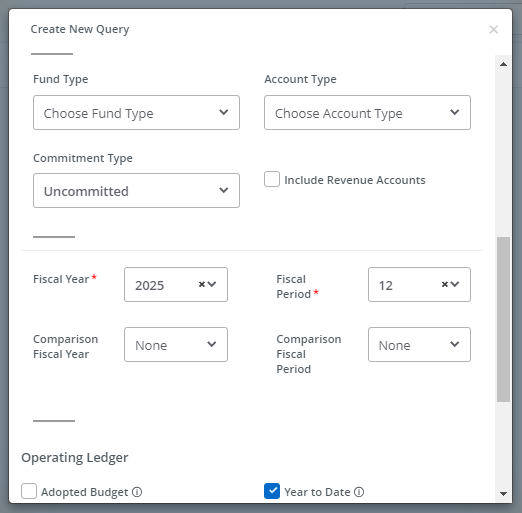 Create New Query ×
Fund Type Account Type
Choose Fund Type Choose Account Type
Commitment Type
Uncommitted Include Revenue Accounts
Fiscal Year * 2025 × Fiscal
Period * 12 ×
Comparison
Fiscal Year None Comparison
Fiscal
Period None
Operating Ledger
Adopted Budget Year to Date